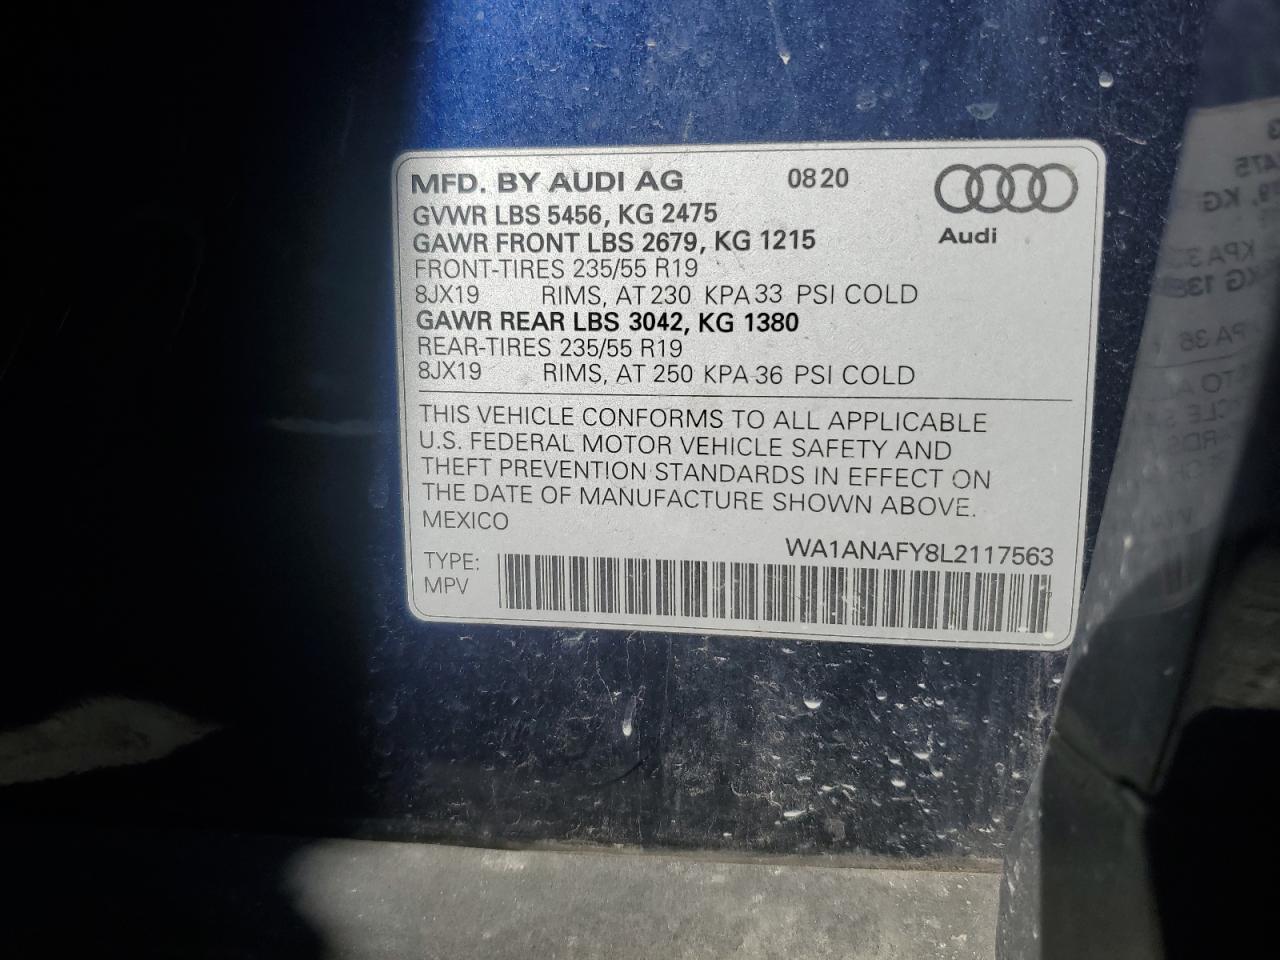 MFD. BY AUDI AG 0820
GVWR LBS 5456, KG 2475
Audi
GAWR FRONT LBS 2679, KG 1215
FRONT-TIRES 235/55 R19
8JX19 RIMS, AT 230 KPA 33 PSI COLD
GAWR REAR LBS 3042, KG 1380
REAR-TIRES 235/55 R19
8JX19 RIMS, AT 250 KPA 36 PSI COLD
THIS VEHICLE CONFORMS TO ALL APPLICABLE
U.S. FEDERAL MOTOR VEHICLE SAFETY AND
THEFT PREVENTION STANDARDS IN EFFECT ON
THE DATE OF MANUFACTURE SHOWN ABOVE.
MEXICO
WA1ANAFY8L2117563
TYPE:
MPV